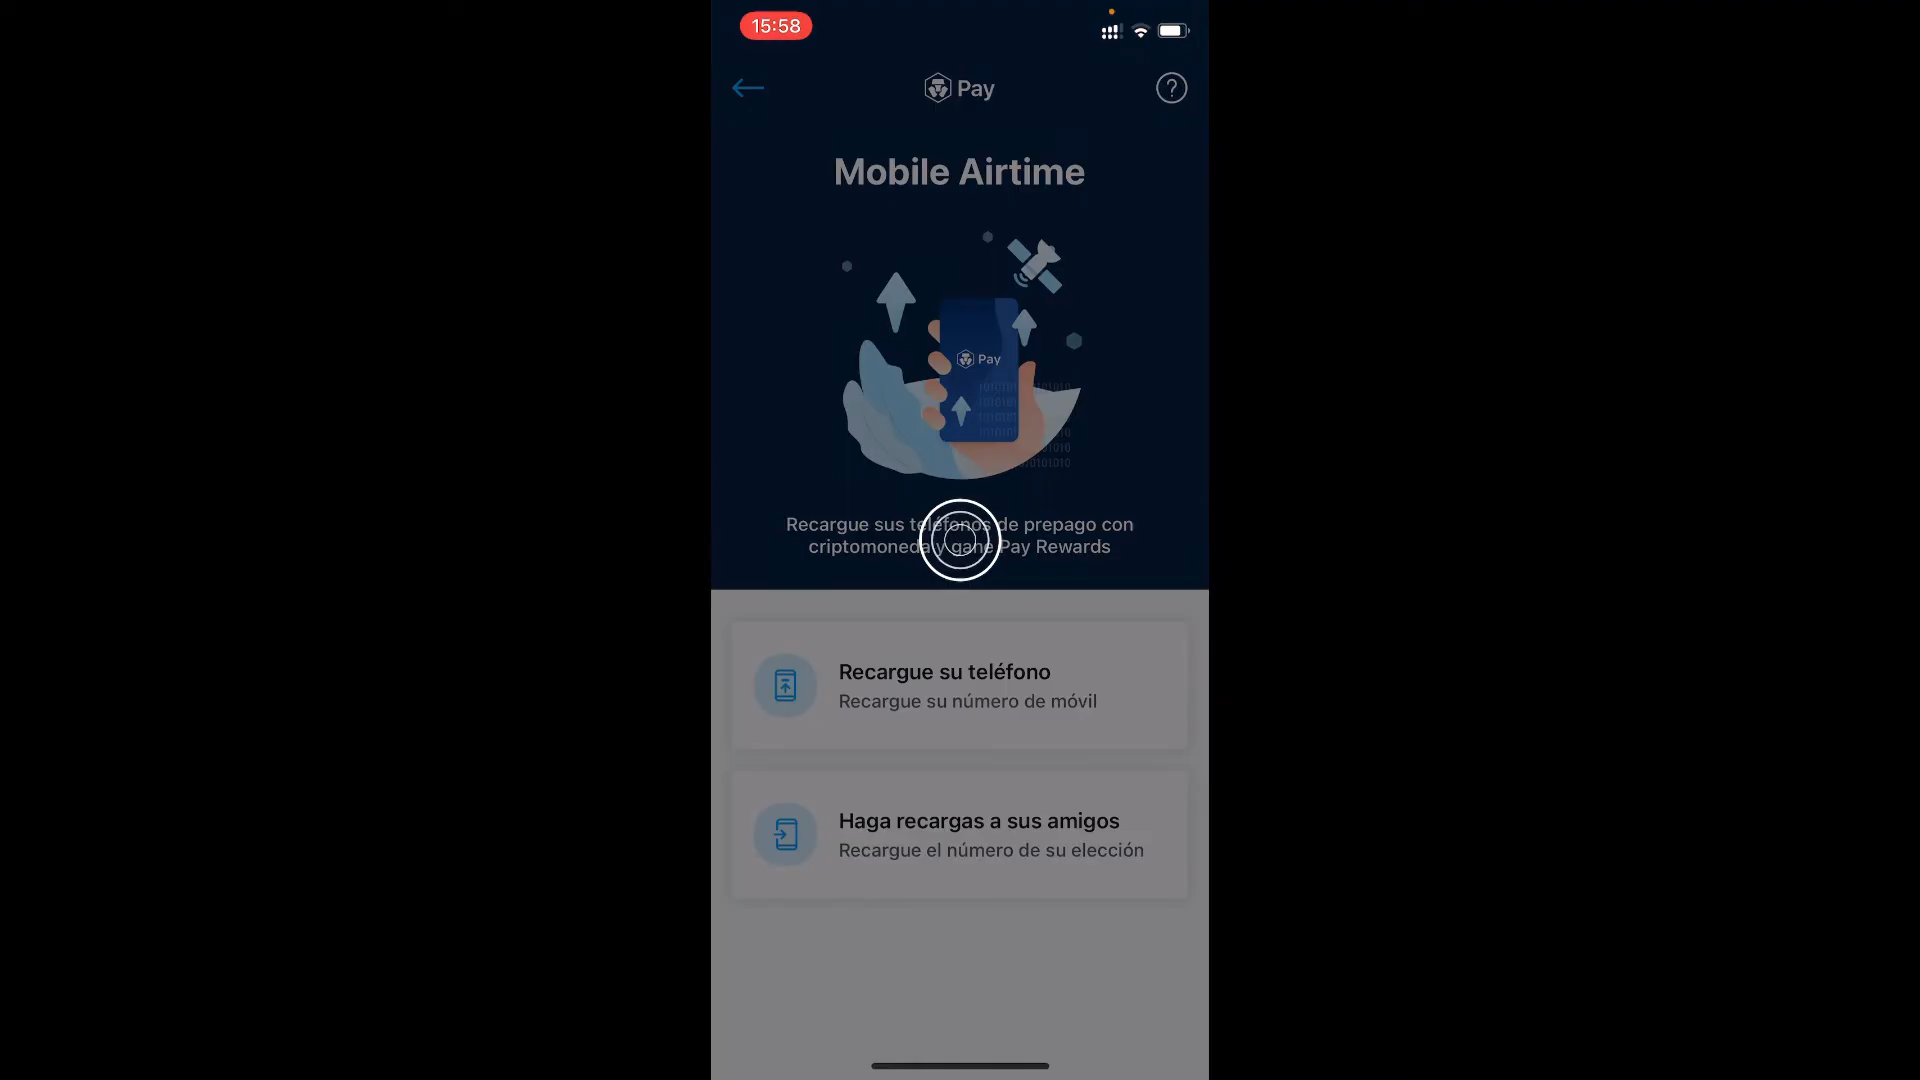 15:58
Pay
Mobile Airtime
Pay
Recargue sus teléfonos de prepago con
criptomoneda y gane Pay Rewards
Recargue su teléfono
Recargue su número de móvil
Haga recargas a sus amigos
Recargue el número de su elección